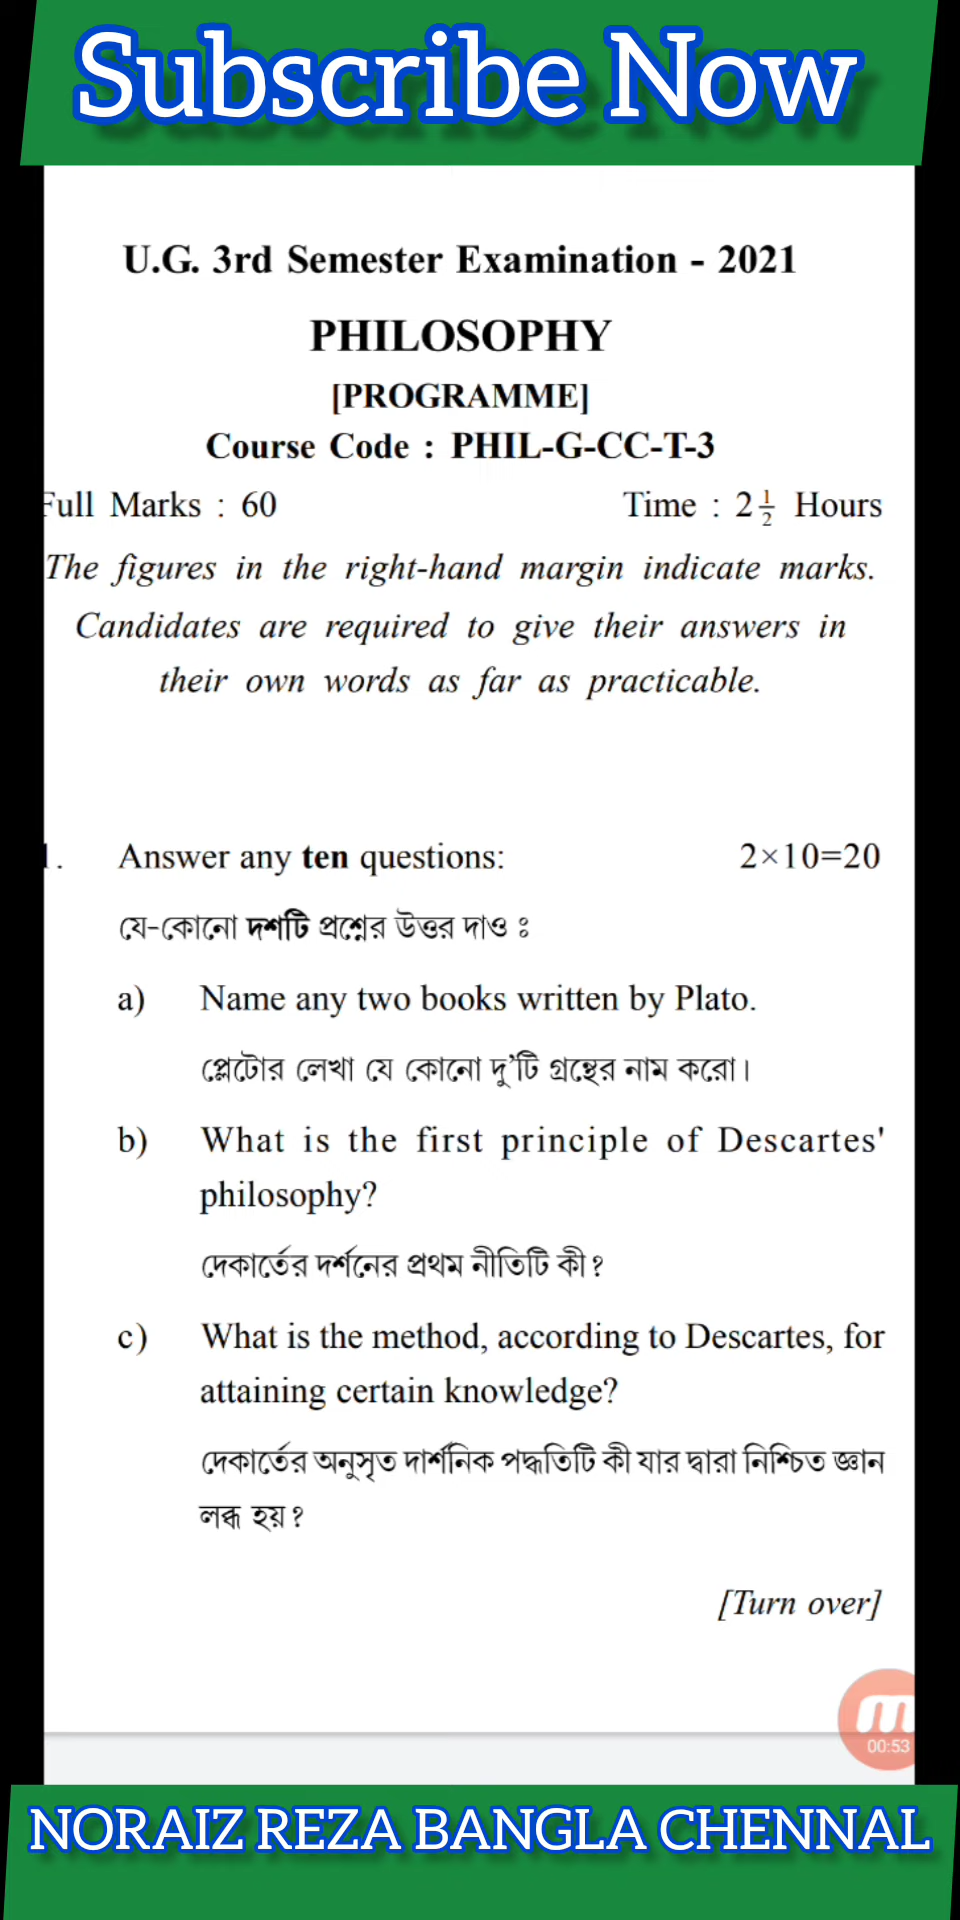 Subscribe Now
U.G. 3rd Semester Examination - 2021
PHILOSOPHY
[PROGRAMME]
Course Code : PHIL-G-CC-T-3
Full Marks : 60 Time : 2 1/2 Hours
The figures in the right-hand margin indicate marks.
Candidates are required to give their answers in
their own words as far as practicable.
1. Answer any ten questions: 2×10=20
যে-কোনো দশটি প্রশ্নের উত্তর দাও ঃ
a) Name any two books written by Plato.
প্লেটোর লেখা যে কোনো দু'টি গ্রন্থের নাম করো।
b) What is the first principle of Descartes'
philosophy?
দেকার্তের দর্শনের প্রথম নীতিটি কী?
c) What is the method, according to Descartes, for
attaining certain knowledge?
দেকার্তের অনুসৃত দার্শনিক পদ্ধতিটি কী যার দ্বারা নিশ্চিত জ্ঞান
লব্ধ হয়?
[Turn over]
00:53
NORAIZ REZA BANGLA CHENNAL